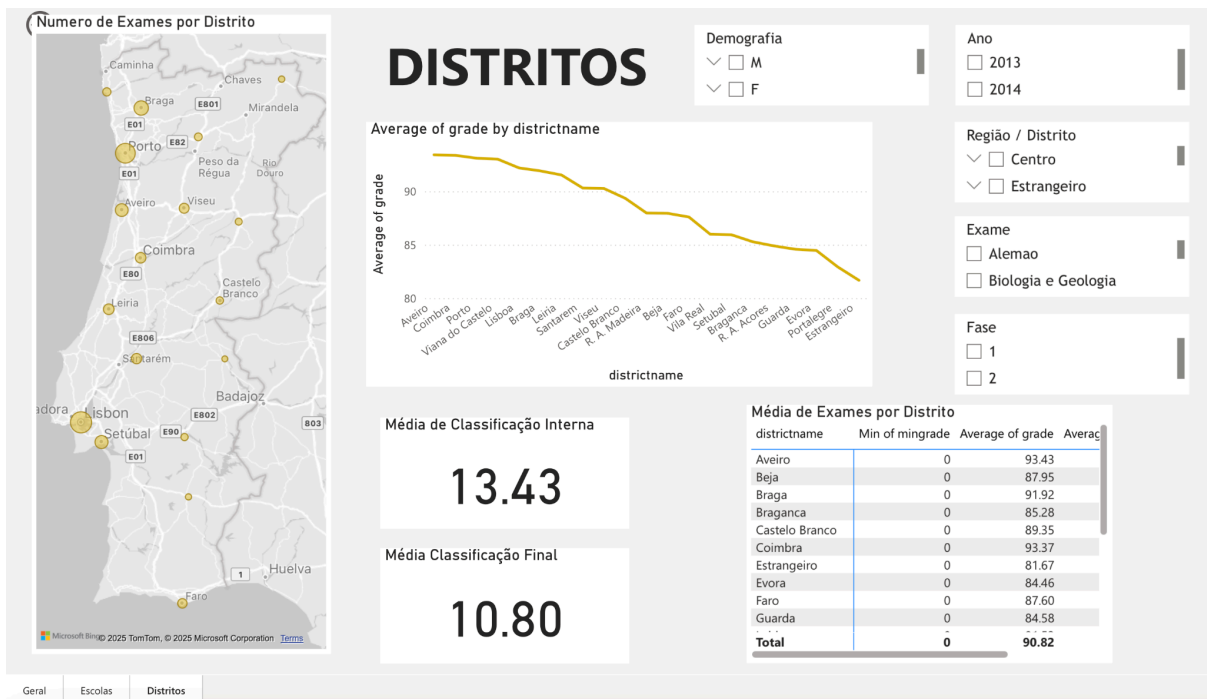 Numero de Exames por Distrito
Caminha
Chaves
Braga
E801
Mirandela
E01
Porto
E82
Peso da
Régua
Rio
Douro
E01
Aveiro
Viseu
Coimbra
E80
Castelo
Branco
Leiria
E806
Santarém
Badajoz
adora
Lisbon
E802
803
Setúbal
E90
E01
1
Huelva
Faro
Microsoft Bing
© 2025 TomTom, © 2025 Microsoft Corporation Terms
DISTRITOS
Demografia
M
F
Ano
2013
2014
Average of grade by districtname
Average of grade
90
85
80
Aveiro
Coimbra
Porto
Viana do Castelo
Lisboa
Braga
Leiria
Santarem
Viseu
Castelo Branco
R. A. Madeira
Beja
Faro
Vila Real
Setubal
Braganca
R. A. Acores
Guarda
Evora
Portalegre
Estrangeiro
districtname
Região / Distrito
Centro
Estrangeiro
Exame
Alemao
Biologia e Geologia
Fase
1
2
Média de Classificação Interna
13.43
Média Classificação Final
10.80
Média de Exames por Distrito
districtname Min of mingrade Average of grade Averag
Aveiro 0 93.43
Beja 0 87.95
Braga 0 91.92
Braganca 0 85.28
Castelo Branco 0 89.35
Coimbra 0 93.37
Estrangeiro 0 81.67
Evora 0 84.46
Faro 0 87.60
Guarda 0 84.58
Total 0 90.82
Geral Escolas Distritos